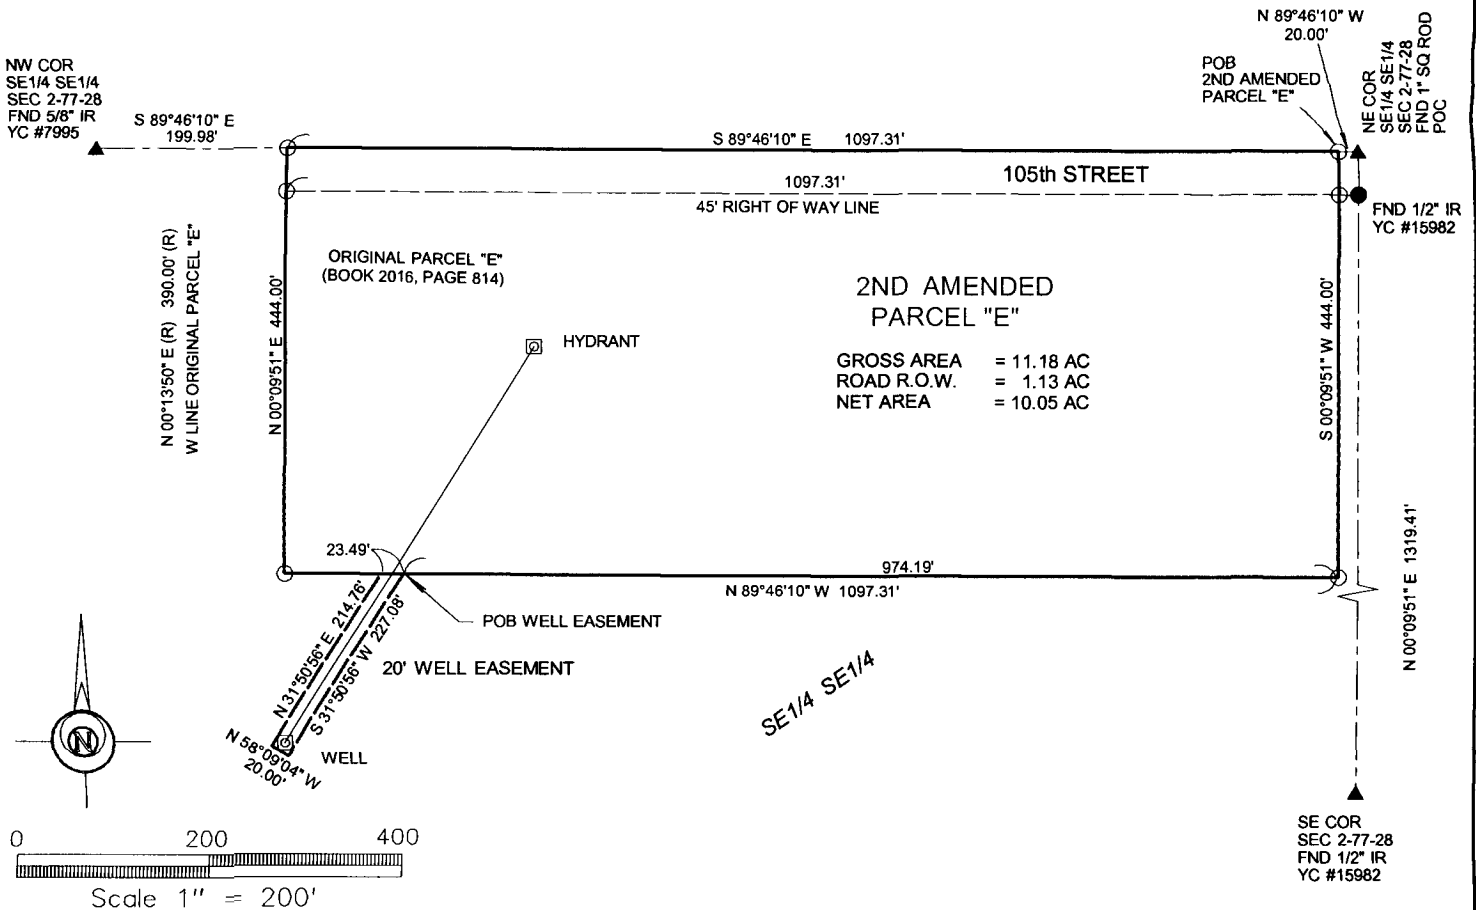 N 89°46'10" W
20.00'
NW COR
SE1/4 SE1/4
SEC 2-77-28
FND 5/8" IR
YC #7995
S 89°46'10" E
199.98'
S 89°46'10" E 1097.31'
POB
2ND AMENDED
PARCEL "E"
NE COR
SE1/4 SE1/4
SEC 2-77-28
FND 1" SQ ROD
POC
105th STREET
1097.31'
45' RIGHT OF WAY LINE
FND 1/2" IR
YC #15982
N 00°13'50" E (R) 390.00' (R)
W LINE ORIGINAL PARCEL "E"
N 00°09'51" E 444.00'
ORIGINAL PARCEL "E"
(BOOK 2016, PAGE 814)
HYDRANT
2ND AMENDED
PARCEL "E"
GROSS AREA = 11.18 AC
ROAD R.O.W. = 1.13 AC
NET AREA = 10.05 AC
S 00°09'51" W 444.00'
23.49'
974.19'
N 89°46'10" W 1097.31'
POB WELL EASEMENT
20' WELL EASEMENT
N 31°50'56" E 214.76'
S 31°50'56" W 227.08'
N 58°09'04" W
20.00'
WELL
SE1/4 SE1/4
N 00°09'51" E 1319.41'
N
0 200 400
Scale 1" = 200'
SE COR
SEC 2-77-28
FND 1/2" IR
YC #15982